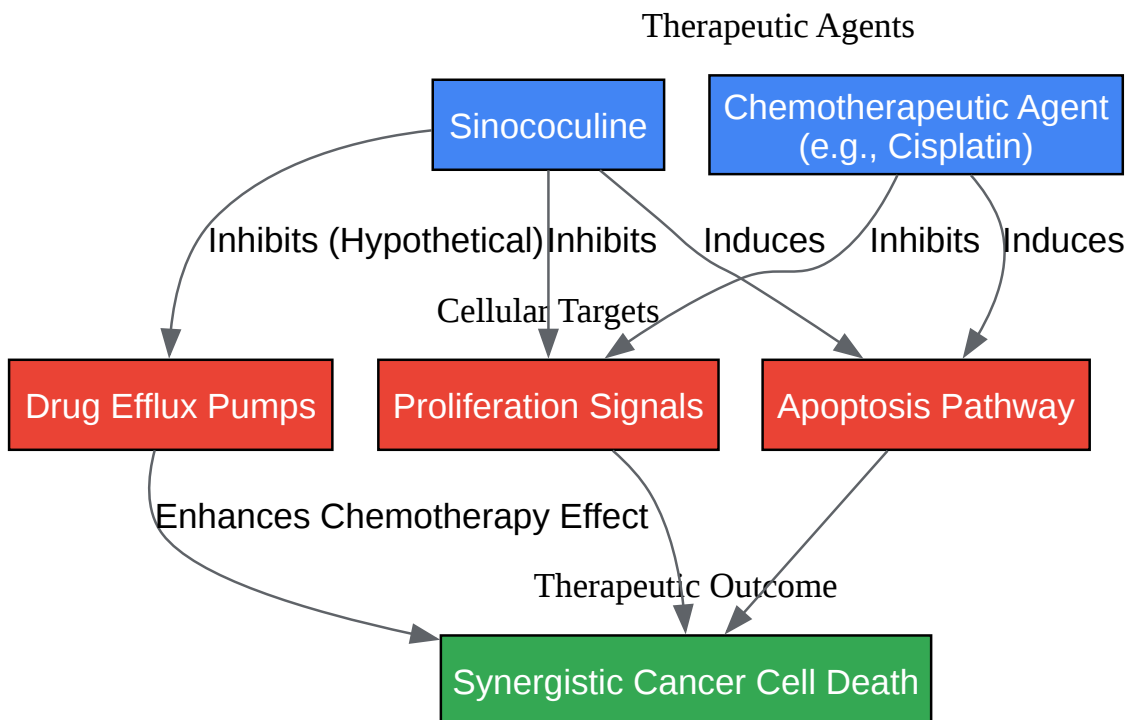 Therapeutic Agents
Sinococuline
Chemotherapeutic Agent
(e.g., Cisplatin)
Inhibits (Hypothetical)
Inhibits
Induces
Inhibits
Induces
Cellular Targets
Drug Efflux Pumps
Proliferation Signals
Apoptosis Pathway
Enhances Chemotherapy Effect
Therapeutic Outcome
Synergistic Cancer Cell Death